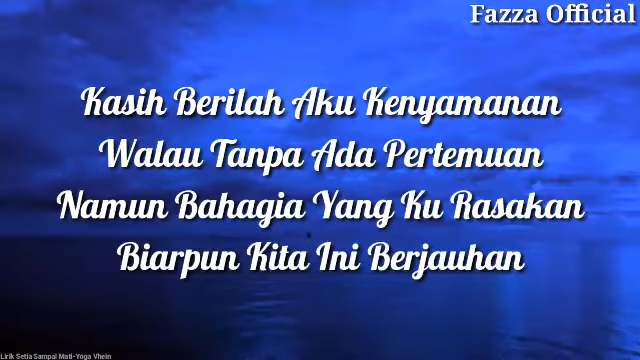 Fazza Official
Kasih Berilah Aku Kenyamanan
Walau Tanpa Ada Pertemuan
Namun Bahagia Yang Ku Rasakan
Biarpun Kita Ini Berjauhan
Lirik Setia Sampai Mati-Yoga Vhein